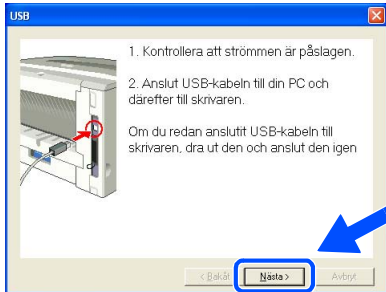 USB
1. Kontrollera att strömmen är påslagen.
2. Anslut USB-kabeln till din PC och
därefter till skrivaren.
Om du redan anslutit USB-kabeln till
skrivaren, dra ut den och anslut den igen
< Bakåt Nästa > Avbryt